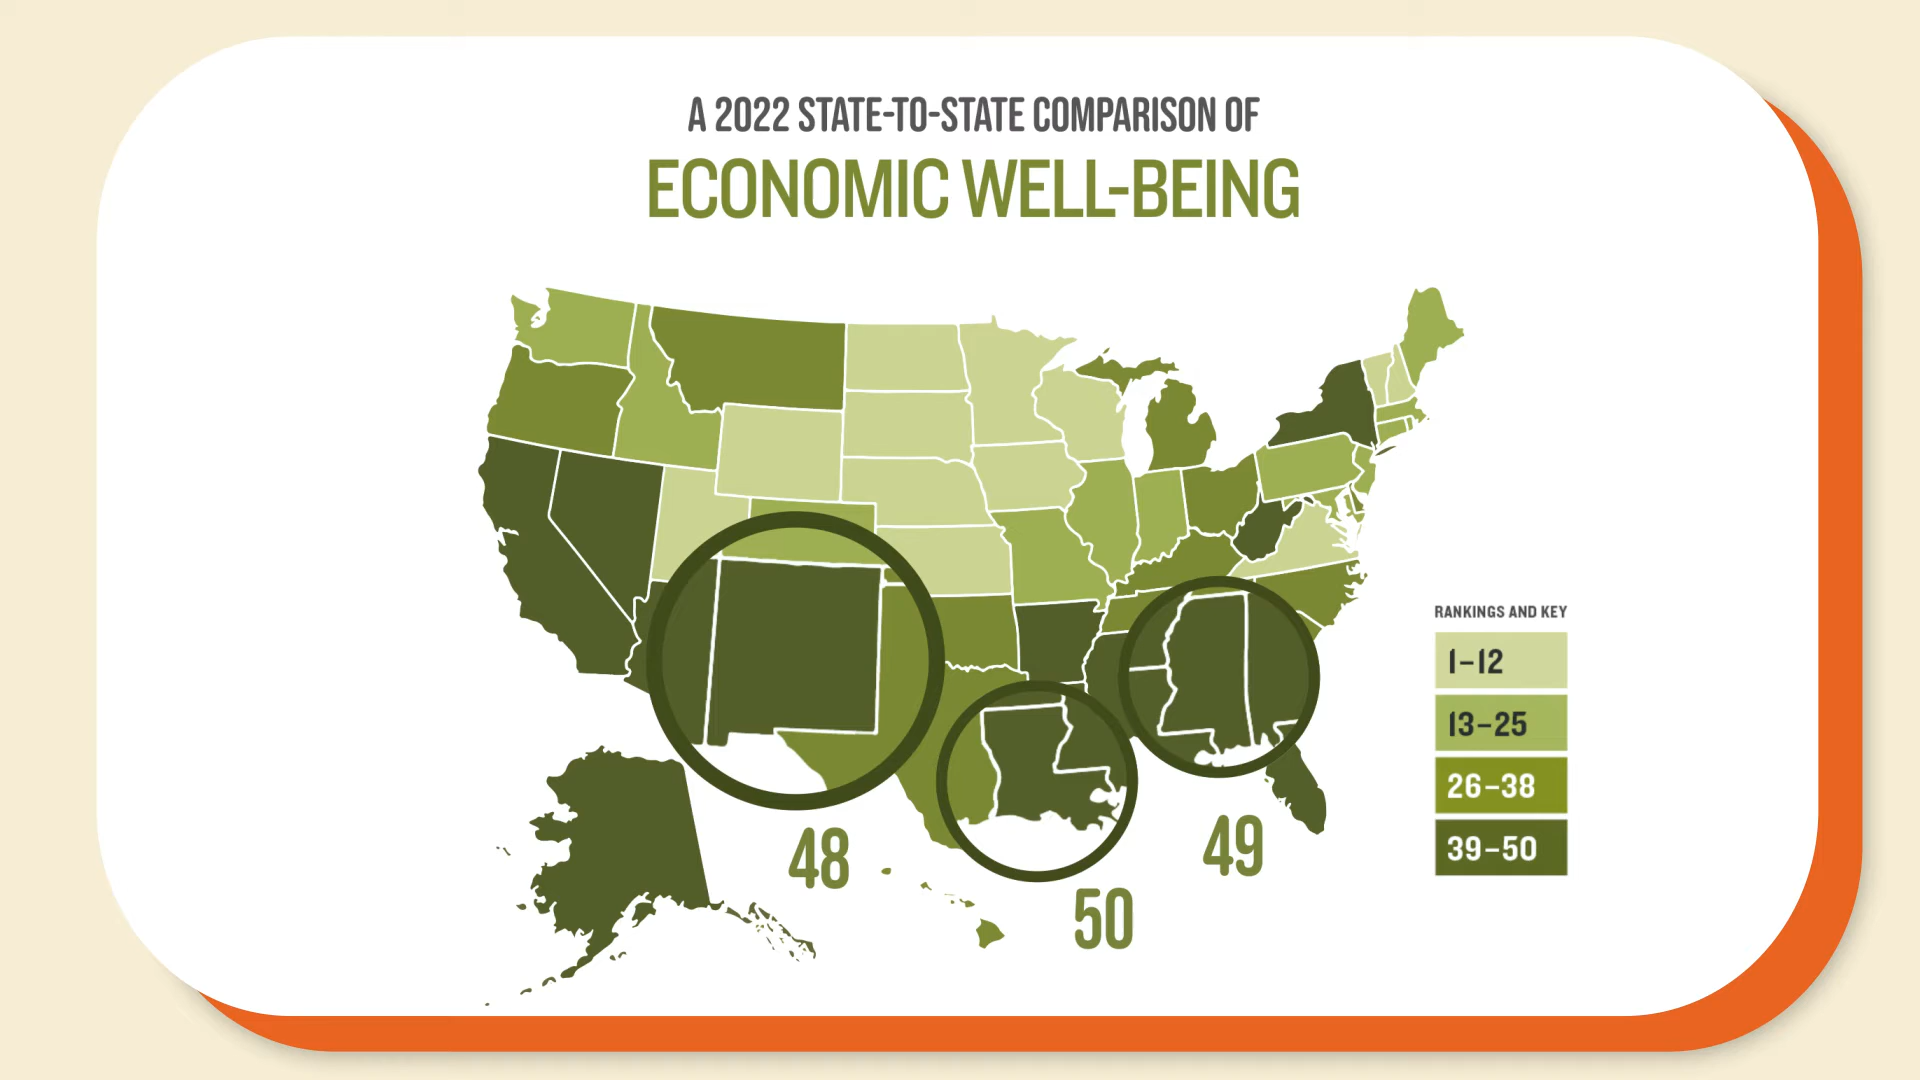 A 2022 STATE-TO-STATE COMPARISON OF
ECONOMIC WELL-BEING
RANKINGS AND KEY
1-12
13-25
26-38
39-50
48
49
50